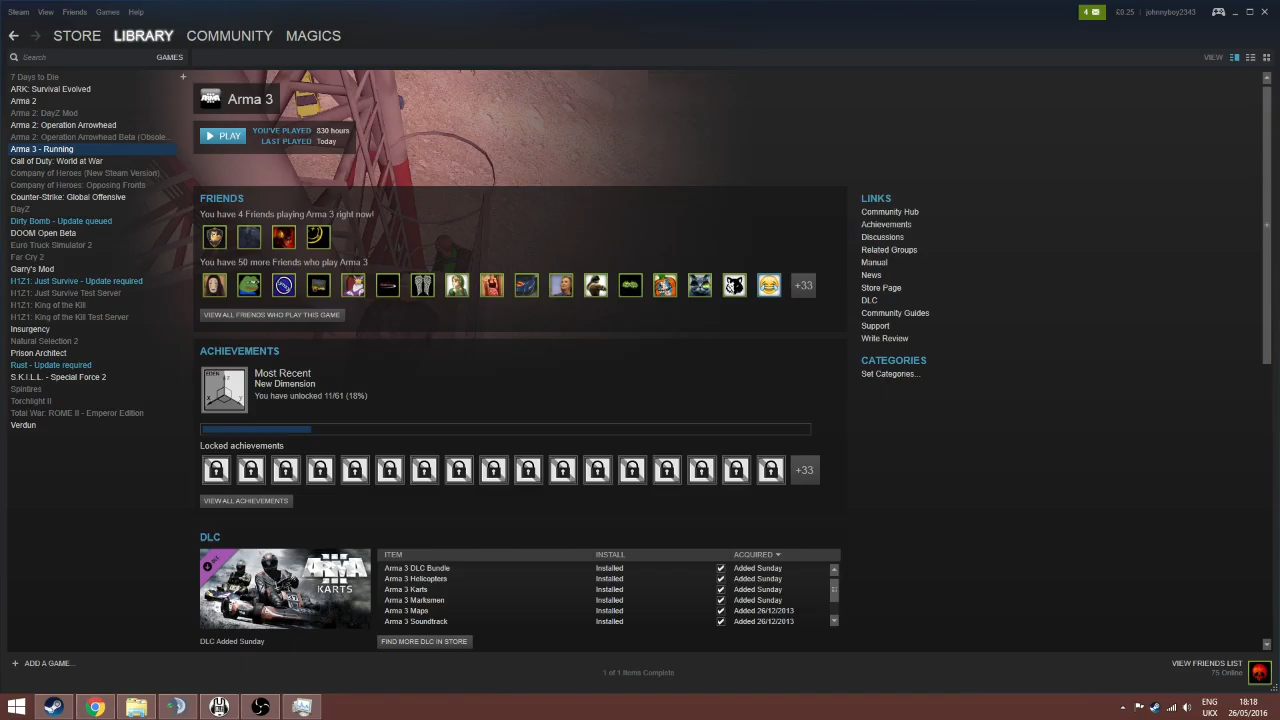 Steam View Friends Games Help
4 £0.25 johnnyboy2343
STORE LIBRARY COMMUNITY MAGICS
Search GAMES VIEW
7 Days to Die +
ARK: Survival Evolved
Arma 2
Arma 2: DayZ Mod
Arma 2: Operation Arrowhead
Arma 2: Operation Arrowhead Beta (Obsole...
Arma 3 - Running
Call of Duty: World at War
Company of Heroes (New Steam Version)
Company of Heroes: Opposing Fronts
Counter-Strike: Global Offensive
DayZ
Dirty Bomb - Update queued
DOOM Open Beta
Euro Truck Simulator 2
Far Cry 2
Garry's Mod
H1Z1: Just Survive - Update required
H1Z1: Just Survive Test Server
H1Z1: King of the Kill
H1Z1: King of the Kill Test Server
Insurgency
Natural Selection 2
Prison Architect
Rust - Update required
S.K.I.L.L. - Special Force 2
Spintires
Torchlight II
Total War: ROME II - Emperor Edition
Verdun
Arma 3
PLAY
YOU'VE PLAYED 830 hours
LAST PLAYED Today
FRIENDS
You have 4 Friends playing Arma 3 right now!
You have 50 more Friends who play Arma 3
+33
VIEW ALL FRIENDS WHO PLAY THIS GAME
ACHIEVEMENTS
EDEN
Most Recent
New Dimension
You have unlocked 11/61 (18%)
Locked achievements
+33
VIEW ALL ACHIEVEMENTS
DLC
DLC
ARMA III
KARTS
DLC Added Sunday
ITEM INSTALL ACQUIRED
Arma 3 DLC Bundle Installed Added Sunday
Arma 3 Helicopters Installed Added Sunday
Arma 3 Karts Installed Added Sunday
Arma 3 Marksmen Installed Added Sunday
Arma 3 Maps Installed Added 26/12/2013
Arma 3 Soundtrack Installed Added 26/12/2013
FIND MORE DLC IN STORE
LINKS
Community Hub
Achievements
Discussions
Related Groups
Manual
News
Store Page
DLC
Community Guides
Support
Write Review
CATEGORIES
Set Categories...
+ ADD A GAME...
1 of 1 Items Complete
VIEW FRIENDS LIST
75 Online
ENG 18:18
UKX 26/05/2016